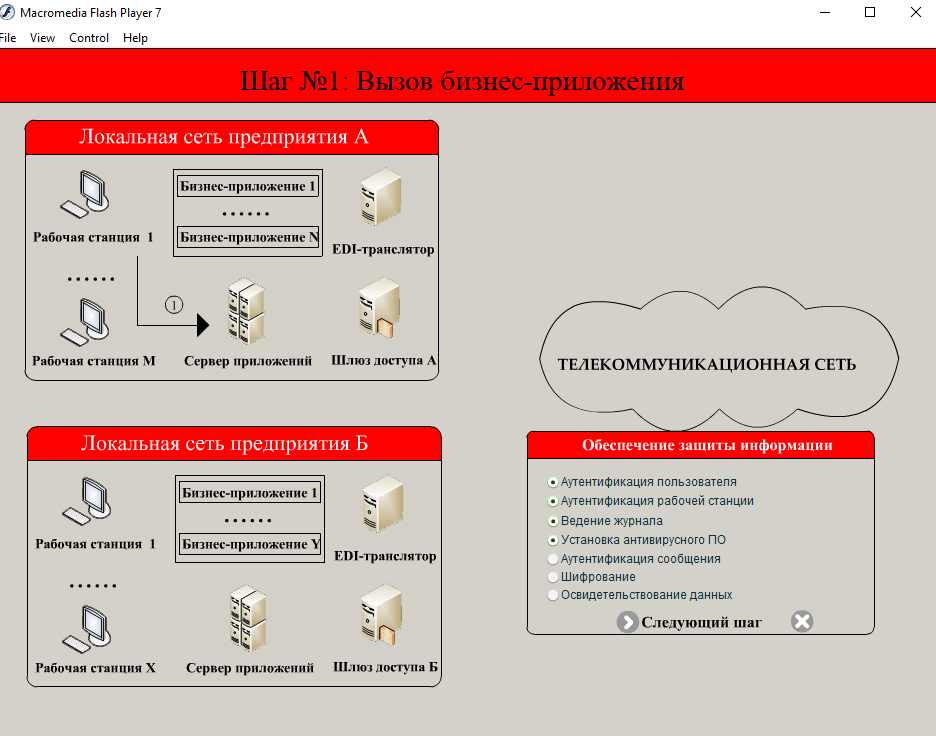 Macromedia Flash Player 7
File View Control Help
Шаг №1: Вызов бизнес-приложения
Локальная сеть предприятия А
Бизнес-приложение 1
......
Бизнес-приложение N
Рабочая станция 1
EDI-транслятор
......
1
Рабочая станция М
Сервер приложений
Шлюз доступа А
ТЕЛЕКОММУНИКАЦИОННАЯ СЕТЬ
Локальная сеть предприятия Б
Бизнес-приложение 1
......
Бизнес-приложение Y
Рабочая станция 1
EDI-транслятор
......
Рабочая станция X
Сервер приложений
Шлюз доступа Б
Обеспечение защиты информации
Аутентификация пользователя
Аутентификация рабочей станции
Ведение журнала
Установка антивирусного ПО
Аутентификация сообщения
Шифрование
Освидетельствование данных
Следующий шаг